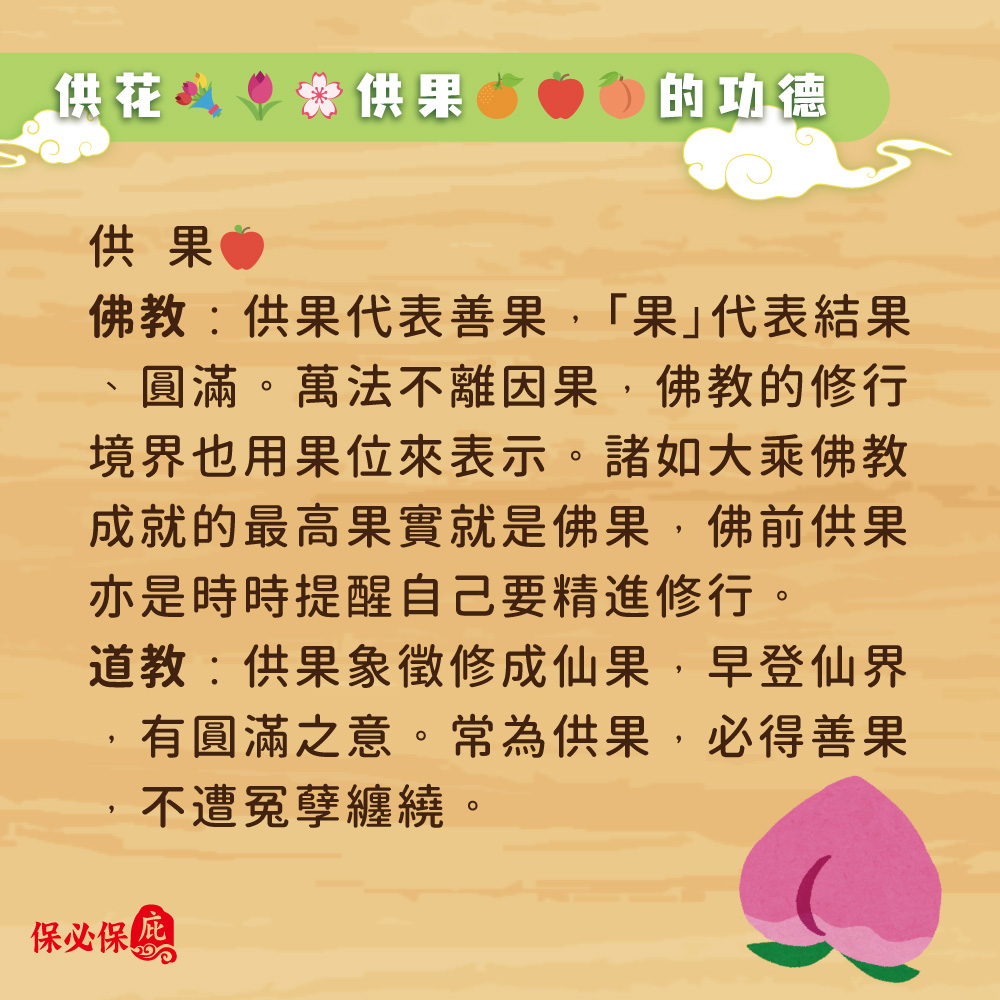 供花💐🌷🌸供果🍊🍎🍑的功德
供 果🍎
佛教：供果代表善果，「果」代表結果
、圓滿。萬法不離因果，佛教的修行
境界也用果位來表示。諸如大乘佛教
成就的最高果實就是佛果，佛前供果
亦是時時提醒自己要精進修行。
道教：供果象徵修成仙果，早登仙界
，有圓滿之意。常為供果，必得善果
，不遭冤孽纏繞。
保必保庇